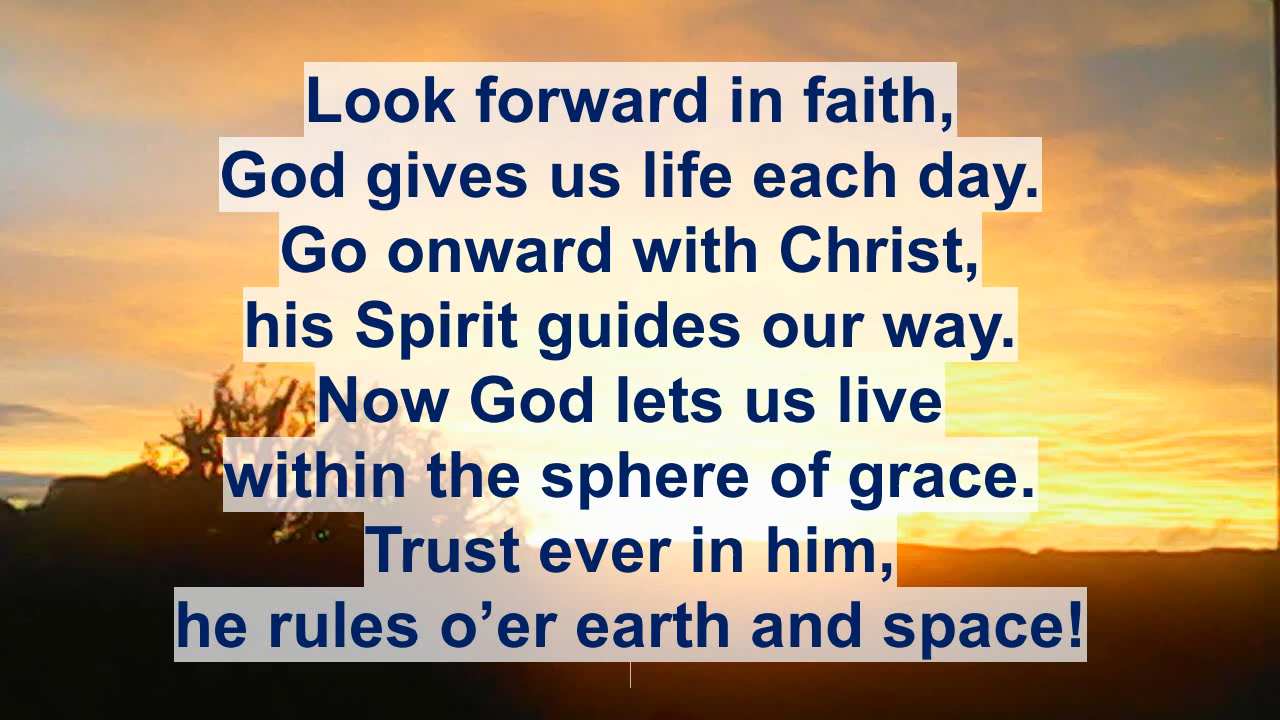 Look forward in faith,
God gives us life each day.
Go onward with Christ,
his Spirit guides our way.
Now God lets us live
within the sphere of grace.
Trust ever in him,
he rules o’er earth and space!